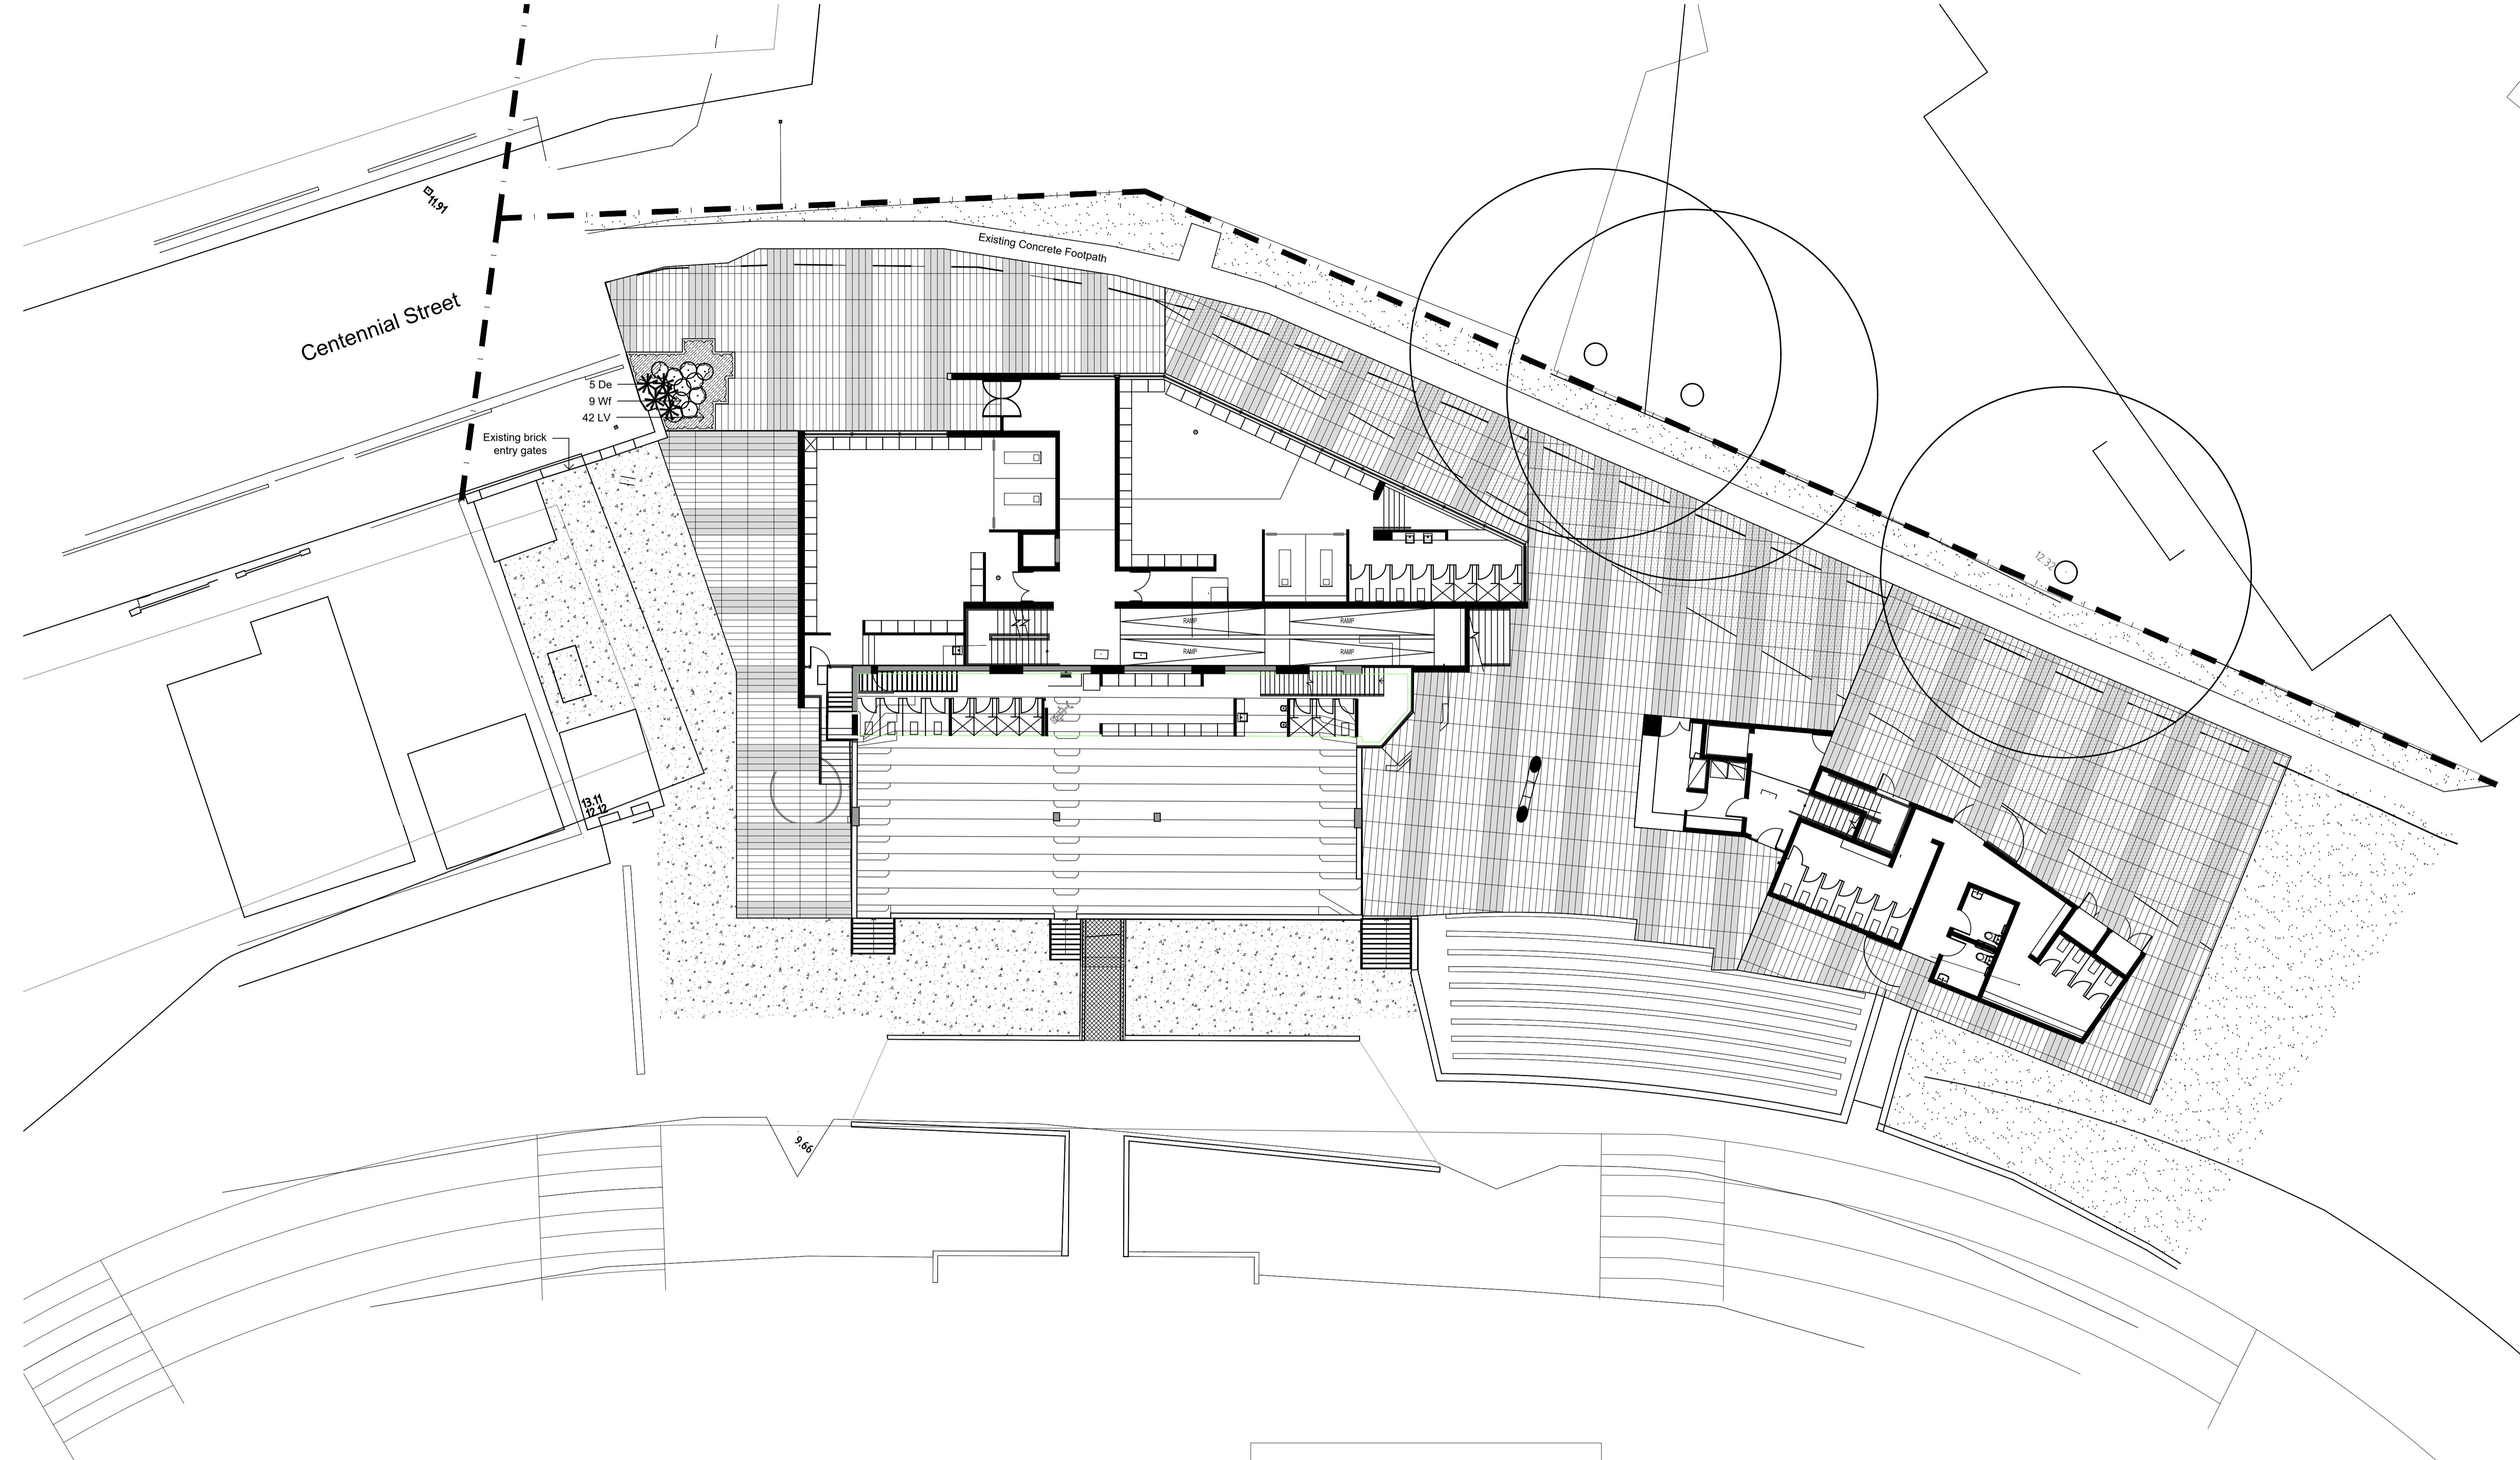 11.91
Existing Concrete Footpath
Centennial Street
5 De
9 Wf
42 LV
Existing brick
entry gates
12.32
RAMP
RAMP
RAMP
RAMP
13.11
12.12
9.66